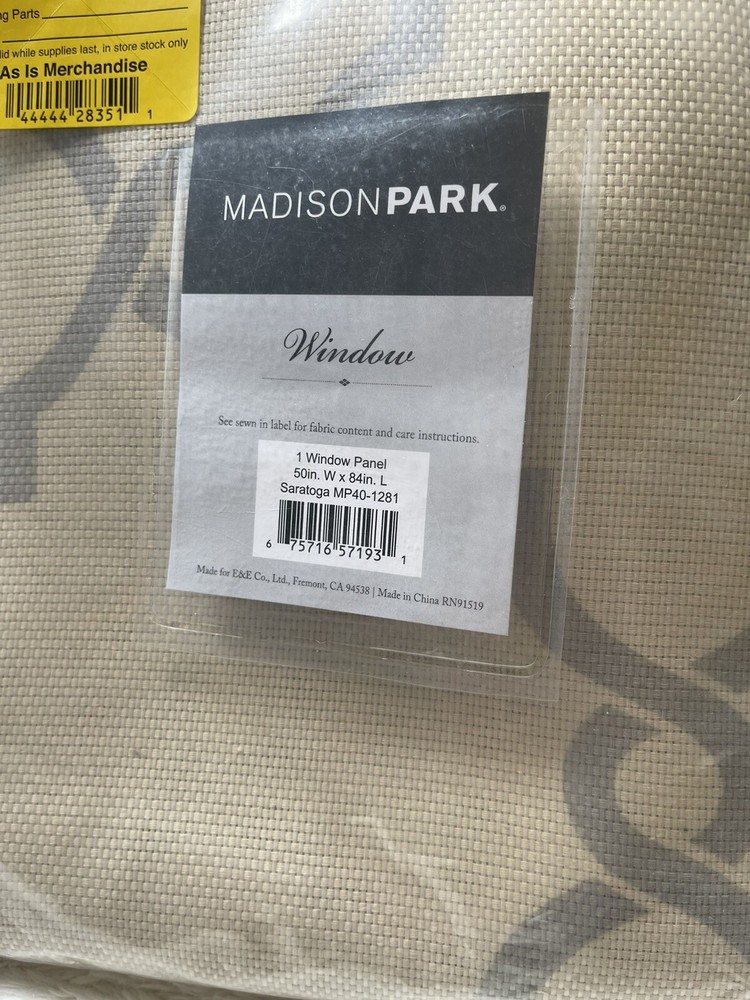 ng Parts
lid while supplies last, in store stock only
As Is Merchandise
44444 28351 1
MADISONPARK®
Window
See sewn in label for fabric content and care instructions.
1 Window Panel
50in. W x 84in. L
Saratoga MP40-1281
6 75716 57193 1
Made for E&E Co., Ltd., Fremont, CA 94538 | Made in China RN91519